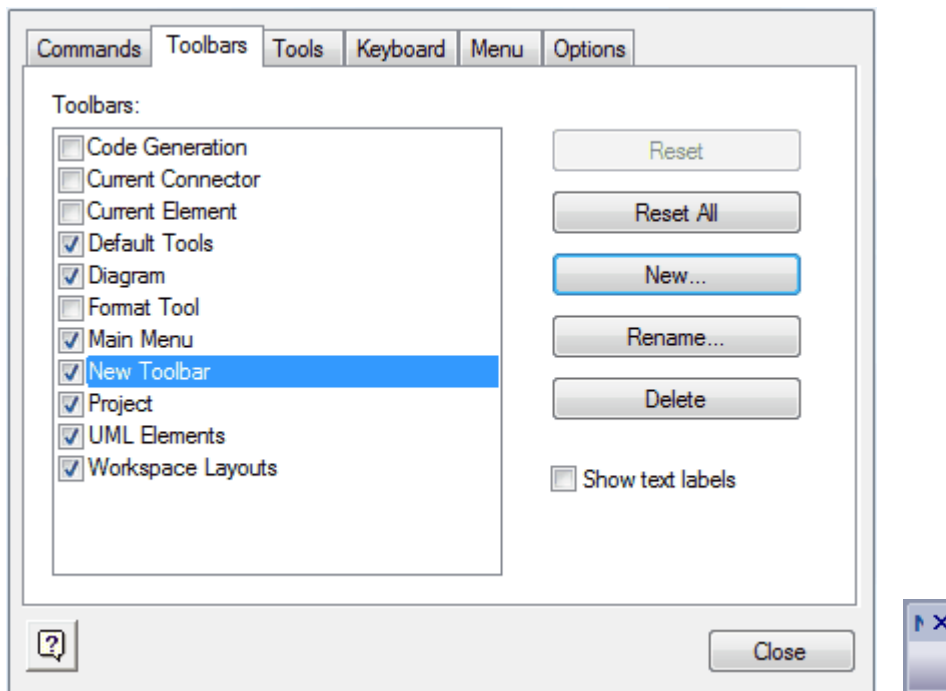 Commands Toolbars Tools Keyboard Menu Options
Toolbars:
Code Generation
Current Connector
Current Element
Default Tools
Diagram
Format Tool
Main Menu
New Toolbar
Project
UML Elements
Workspace Layouts
Reset
Reset All
New...
Rename...
Delete
Show text labels
Close